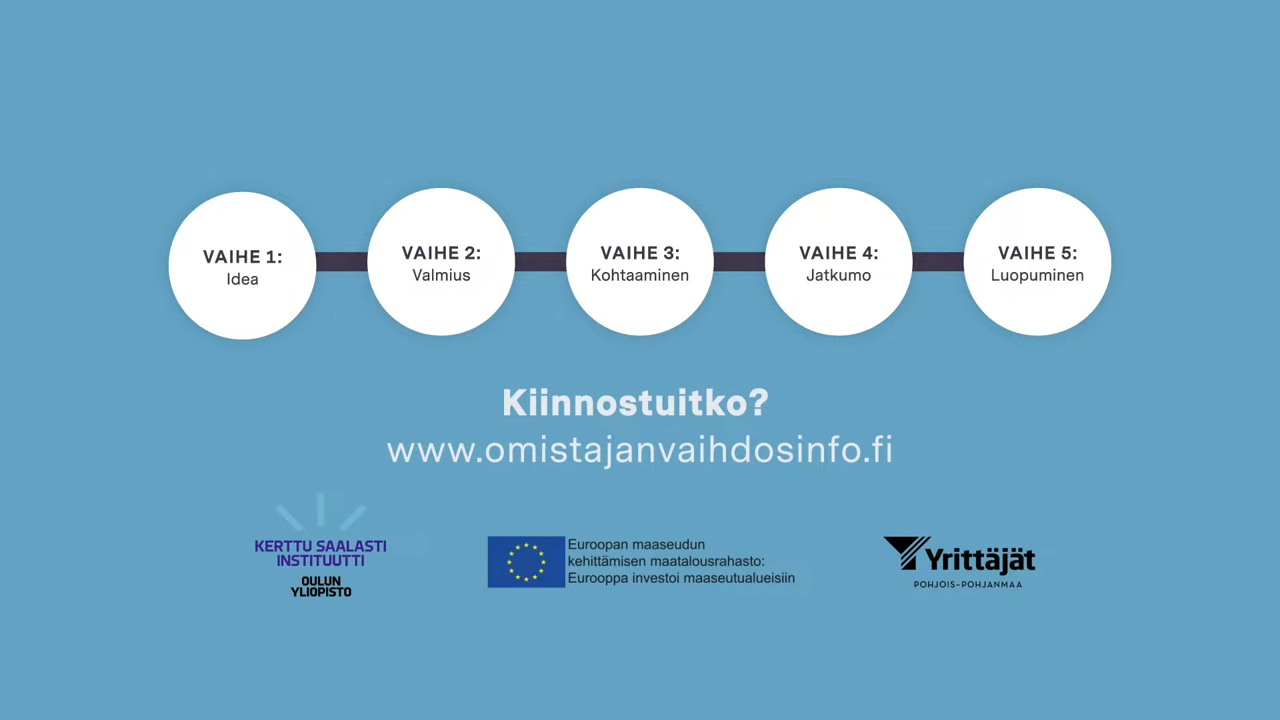 VAIHE 1:
Idea
VAIHE 2:
Valmius
VAIHE 3:
Kohtaaminen
VAIHE 4:
Jatkumo
VAIHE 5:
Luopuminen
Kiinnostuitko?
www.omistajanvaihdosinfo.fi
KERTTU SAALASTI
INSTITUUTTI
OULUN
YLIOPISTO
Euroopan maaseudun
kehittämisen maatalousrahasto:
Eurooppa investoi maaseutualueisiin
Yrittäjät
POHJOIS-POHJANMAA